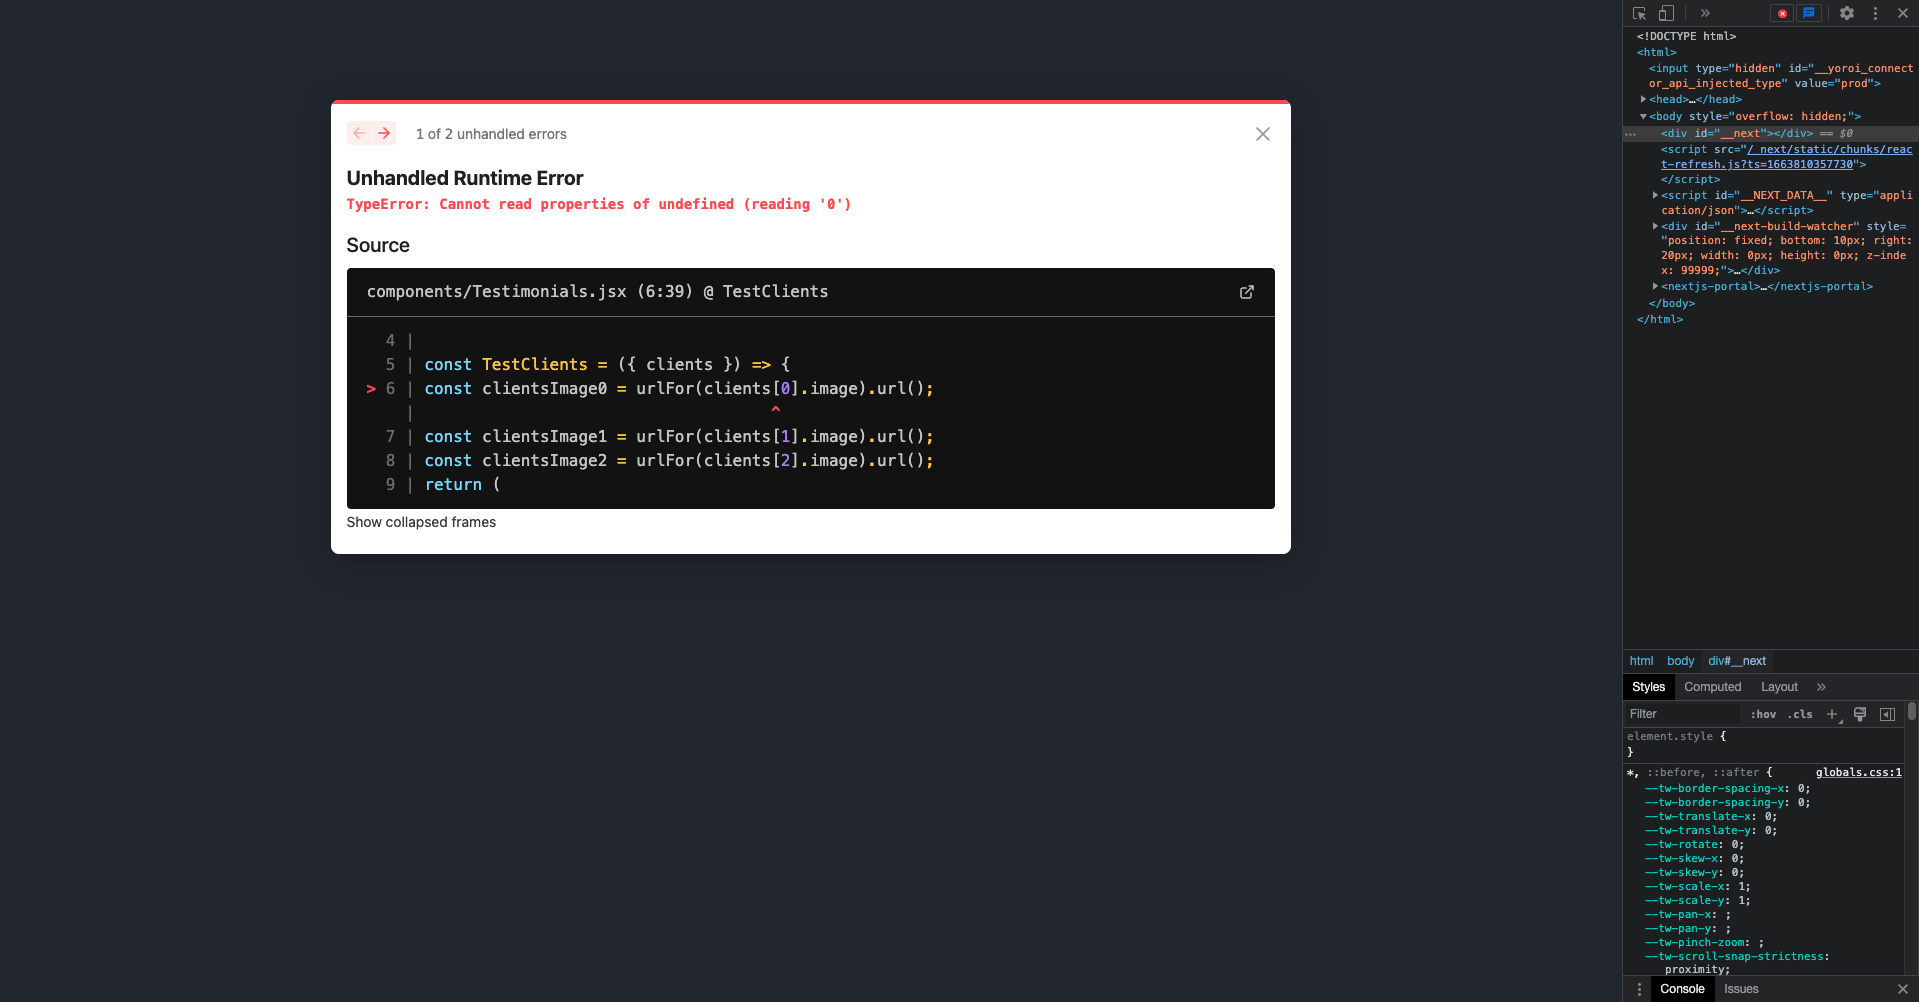 1 of 2 unhandled errors
Unhandled Runtime Error
TypeError: Cannot read properties of undefined (reading '0')
Source
components/Testimonials.jsx (6:39) @ TestClients
4 |
5 | const TestClients = ({ clients }) => {
> 6 | const clientsImage0 = urlFor(clients[0].image).url();
| ^
7 | const clientsImage1 = urlFor(clients[1].image).url();
8 | const clientsImage2 = urlFor(clients[2].image).url();
9 | return (
Show collapsed frames
<!DOCTYPE html>
<html>
<input type="hidden" id="__yoroi_connect
or_api_injected_type" value="prod">
<head>…</head>
<body style="overflow: hidden;">
<div id="__next"></div> == $0
<script src="/_next/static/chunks/reac
t-refresh.js?ts=1663810357730">
</script>
<script id="__NEXT_DATA__" type="appli
cation/json">…</script>
<div id="__next-build-watcher" style=
"position: fixed; bottom: 10px; right:
20px; width: 0px; height: 0px; z-inde
x: 99999;">…</div>
<nextjs-portal>…</nextjs-portal>
</body>
</html>
html body div#__next
Styles Computed Layout »
Filter :hov .cls +
element.style {
}
*, ::before, ::after { globals.css:1
--tw-border-spacing-x: 0;
--tw-border-spacing-y: 0;
--tw-translate-x: 0;
--tw-translate-y: 0;
--tw-rotate: 0;
--tw-skew-x: 0;
--tw-skew-y: 0;
--tw-scale-x: 1;
--tw-scale-y: 1;
--tw-pan-x: ;
--tw-pan-y: ;
--tw-pinch-zoom: ;
--tw-scroll-snap-strictness:
proximity;
Console Issues